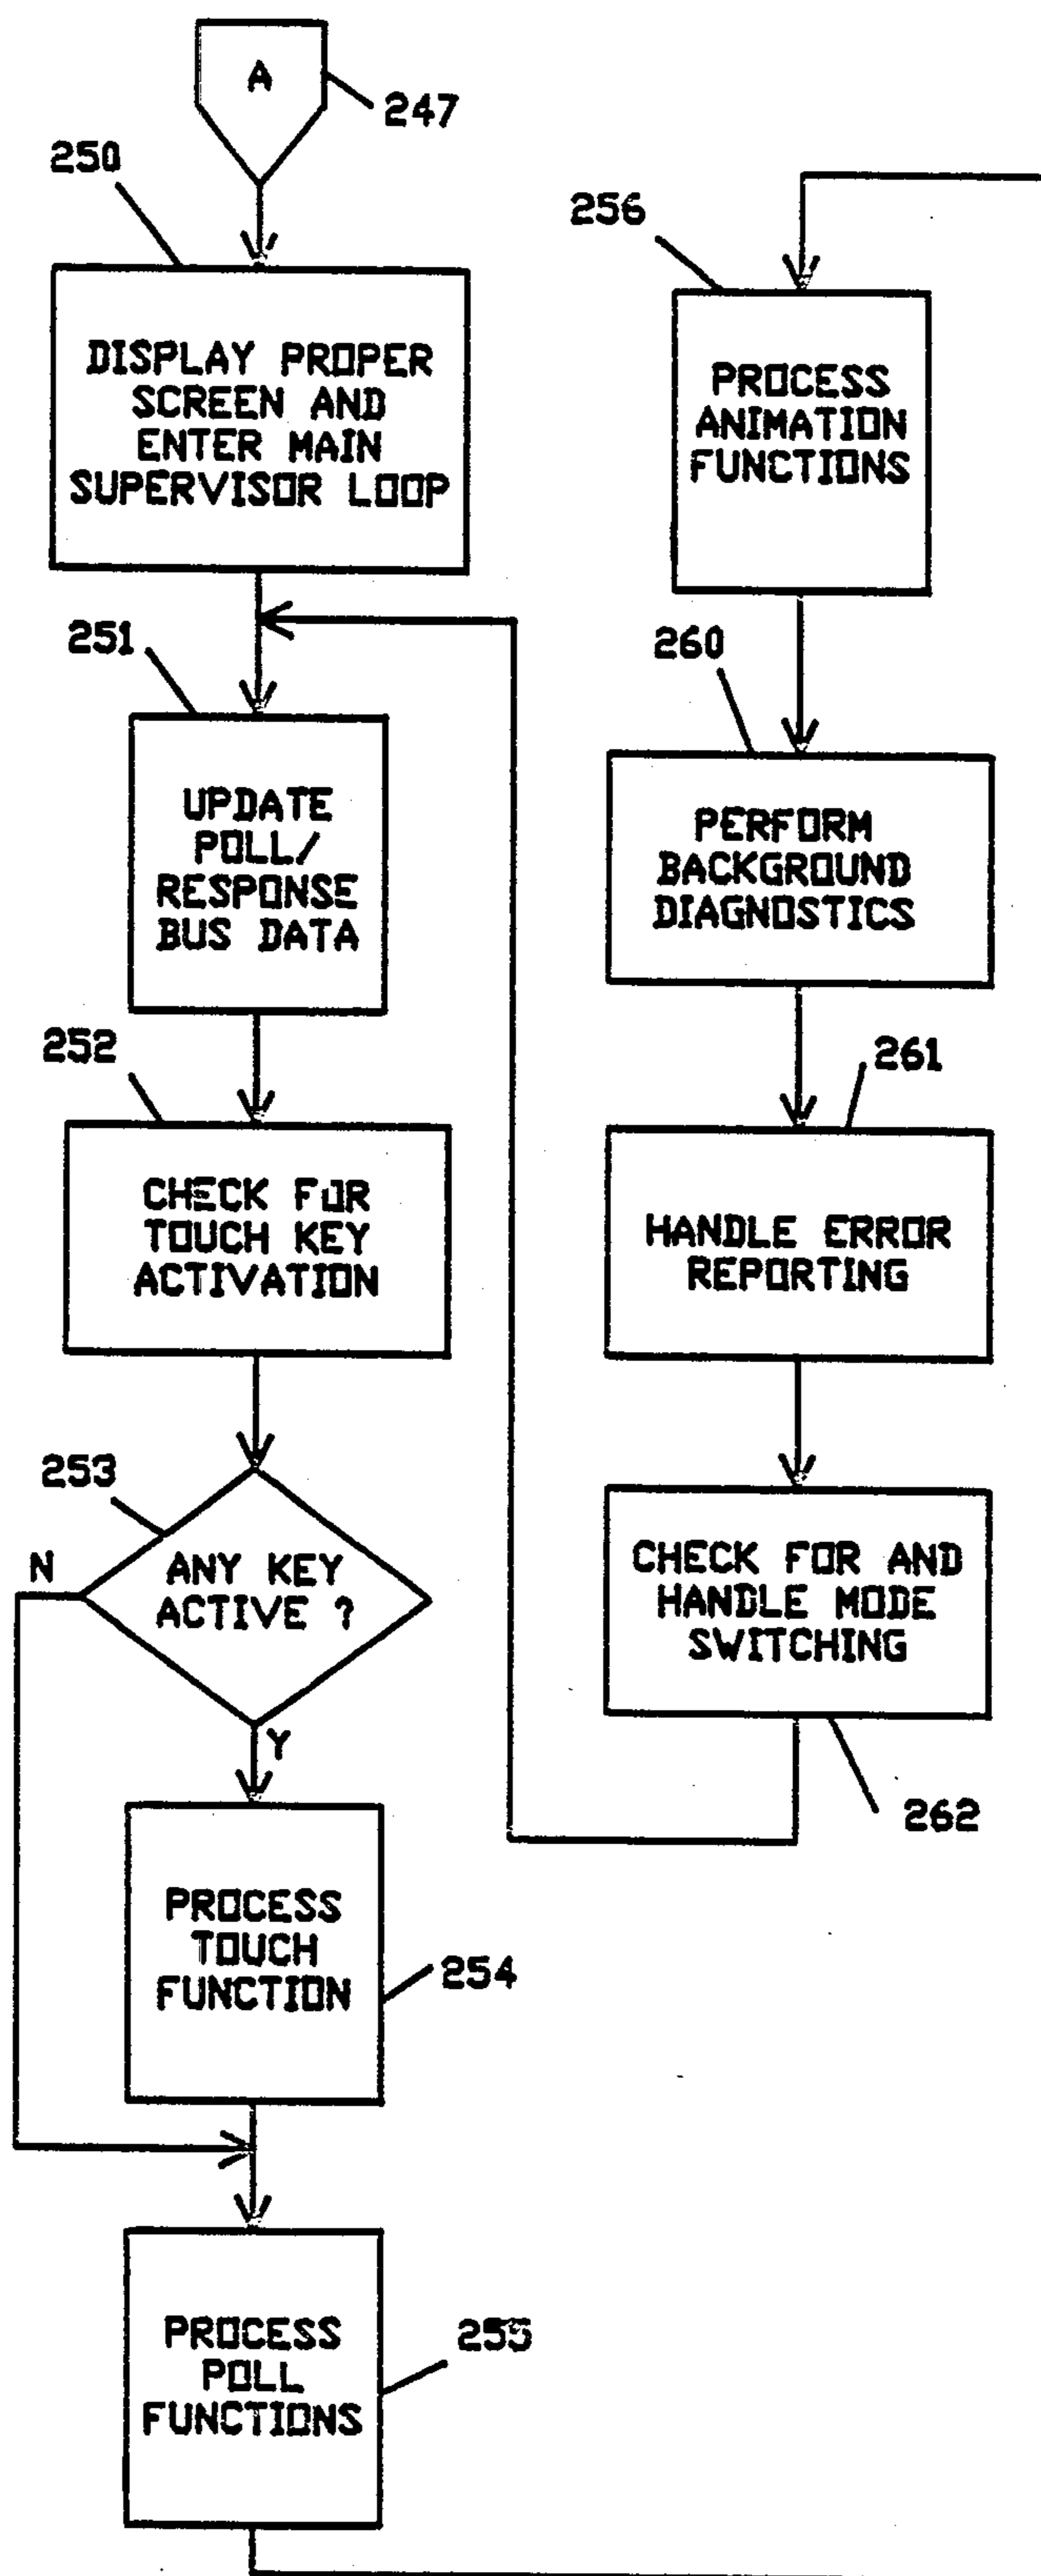 A
247
250
DISPLAY PROPER
SCREEN AND
ENTER MAIN
SUPERVISOR LOOP
251
UPDATE
POLL/
RESPONSE
BUS DATA
252
CHECK FOR
TOUCH KEY
ACTIVATION
253
N
ANY KEY
ACTIVE ?
Y
PROCESS
TOUCH
FUNCTION
254
PROCESS
POLL
FUNCTIONS
255
256
PROCESS
ANIMATION
FUNCTIONS
260
PERFORM
BACKGROUND
DIAGNOSTICS
261
HANDLE ERROR
REPORTING
CHECK FOR AND
HANDLE MODE
SWITCHING
262